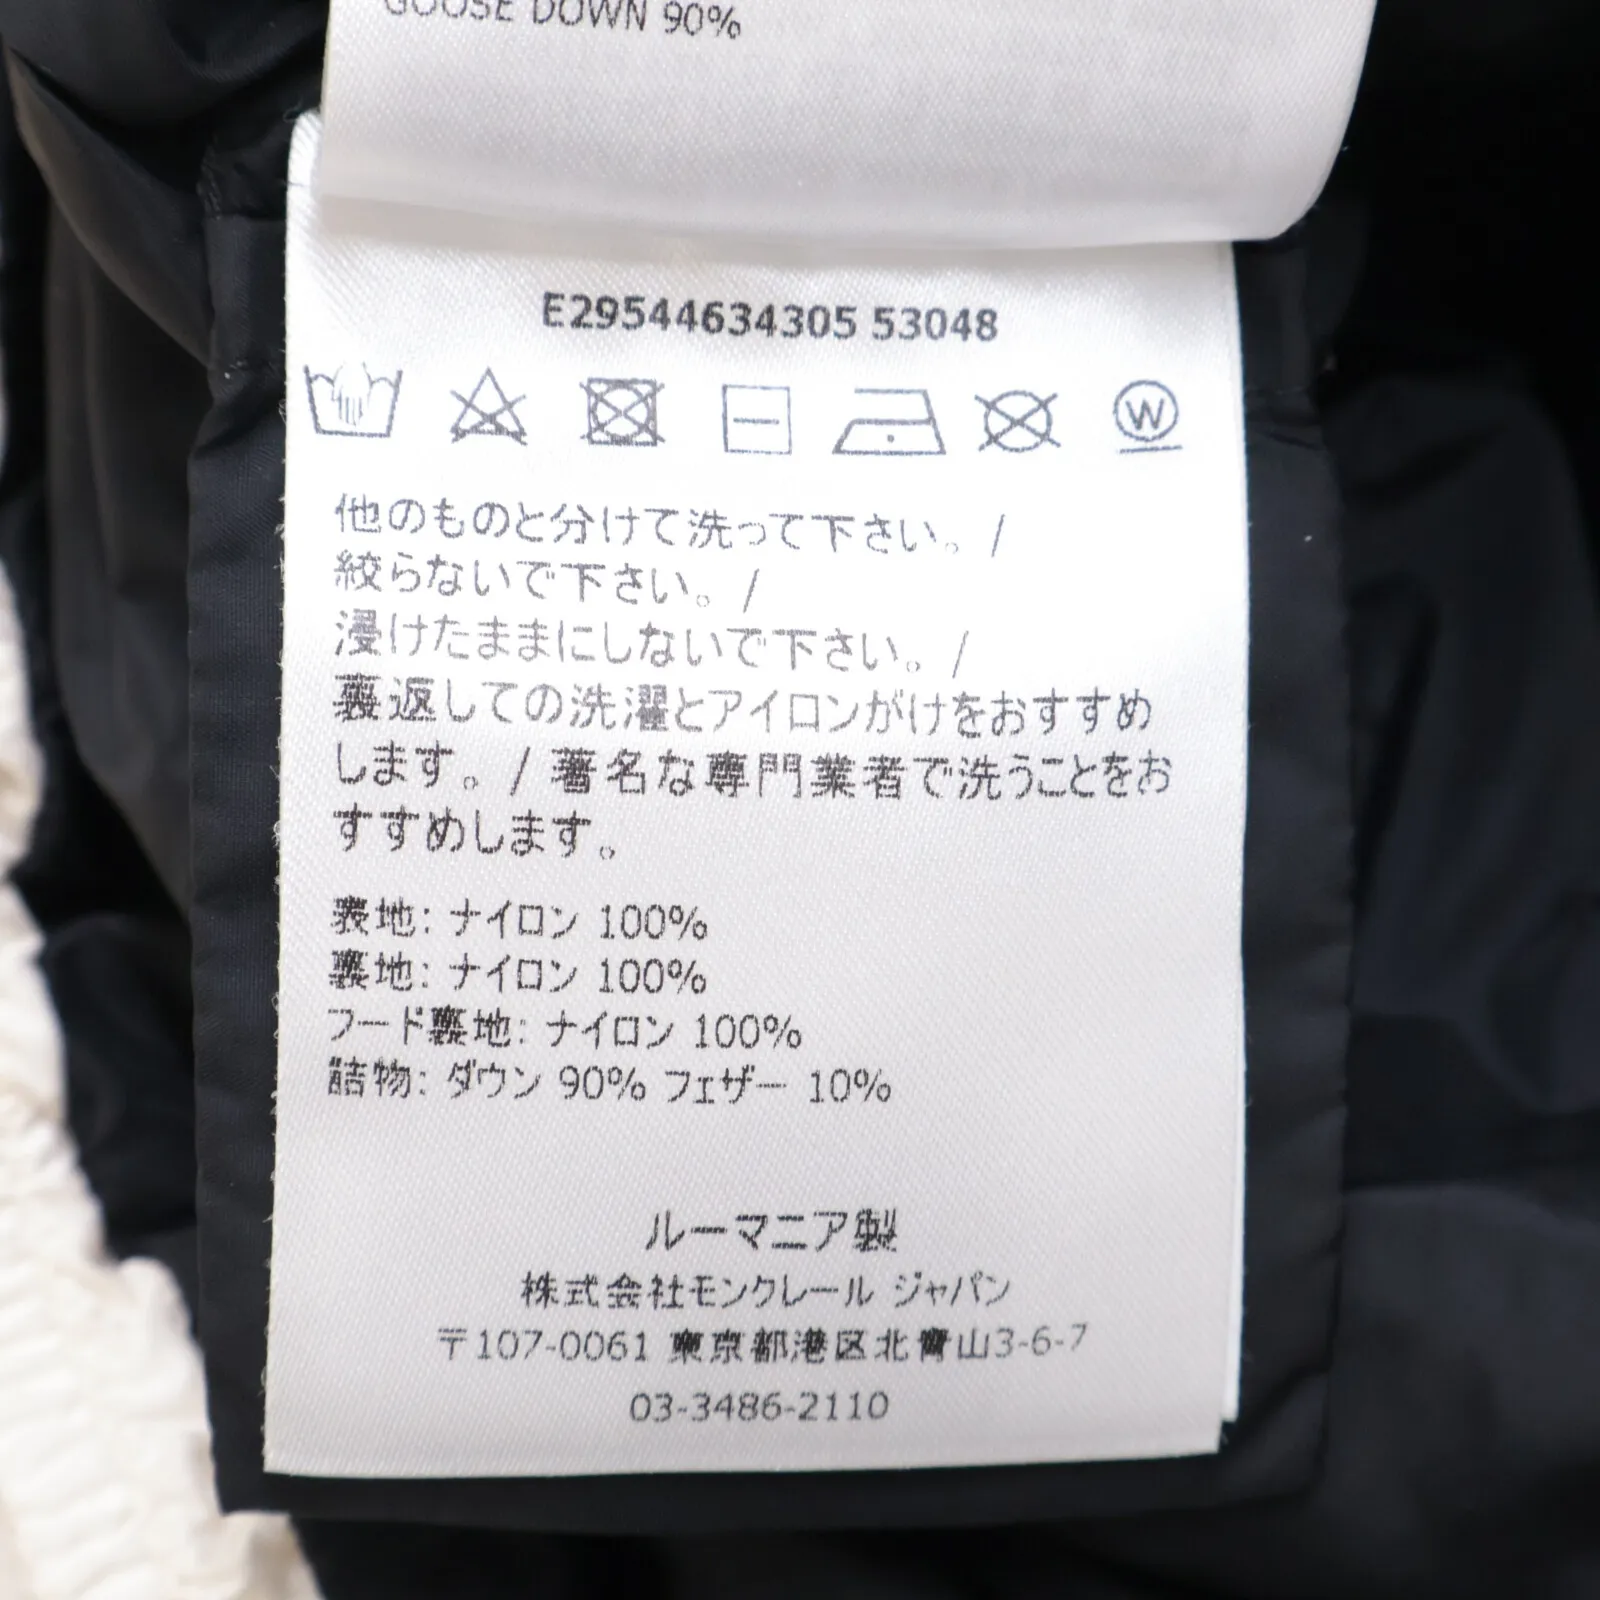 GOOSE DOWN 90%
E29544634305 53048
W
他のものと分けて洗って下さい。/
絞らないで下さい。/
浸けたままにしないで下さい。/
裏返しての洗濯とアイロンがけをおすすめ
します。/ 著名な専門業者で洗うことをお
すすめします。
表地: ナイロン 100%
裏地: ナイロン 100%
フード裏地: ナイロン 100%
詰物: ダウン 90% フェザー 10%
ルーマニア製
株式会社モンクレール ジャパン
〒107-0061 東京都港区北青山3-6-7
03-3486-2110